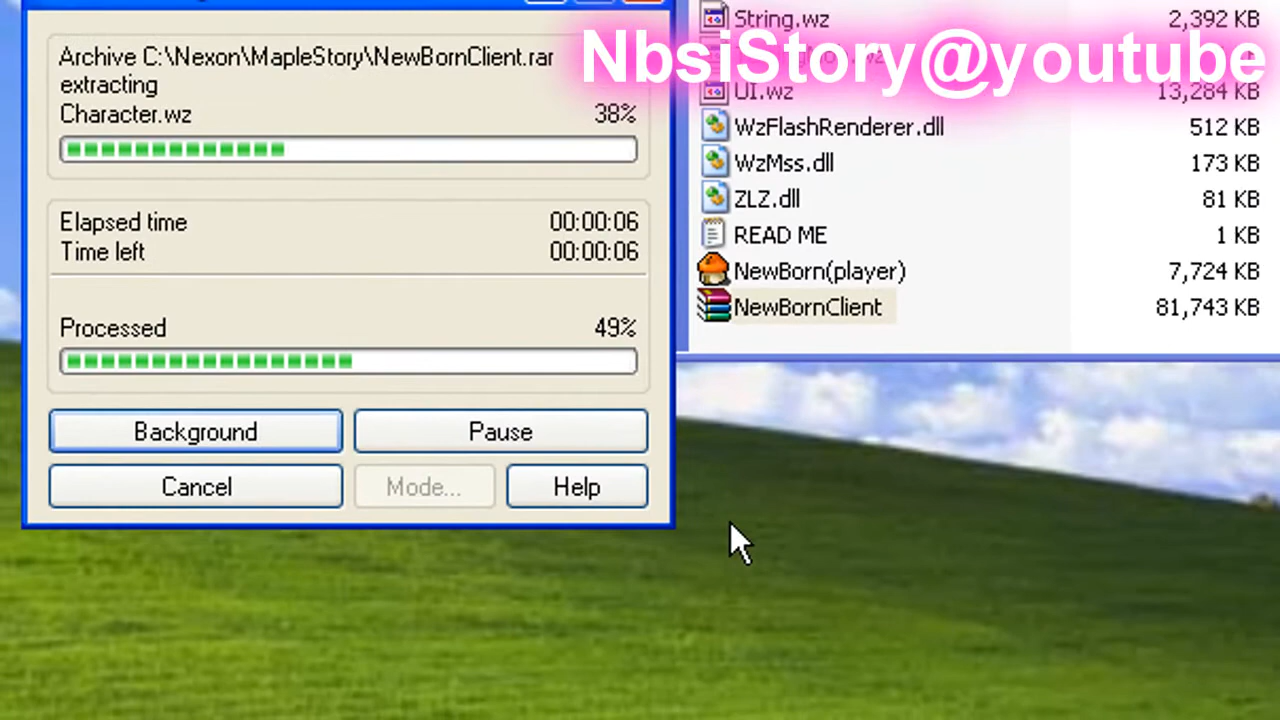 Archive C:\Nexon\MapleStory\NewBornClient.rar
extracting
Character.wz 38%
Elapsed time 00:00:06
Time left 00:00:06
Processed 49%
Background Pause
Cancel Mode... Help
String.wz 2,392 KB
NbsiStory@youtube
UI.wz 13,284 KB
WzFlashRenderer.dll 512 KB
WzMss.dll 173 KB
ZLZ.dll 81 KB
READ ME 1 KB
NewBorn(player) 7,724 KB
NewBornClient 81,743 KB